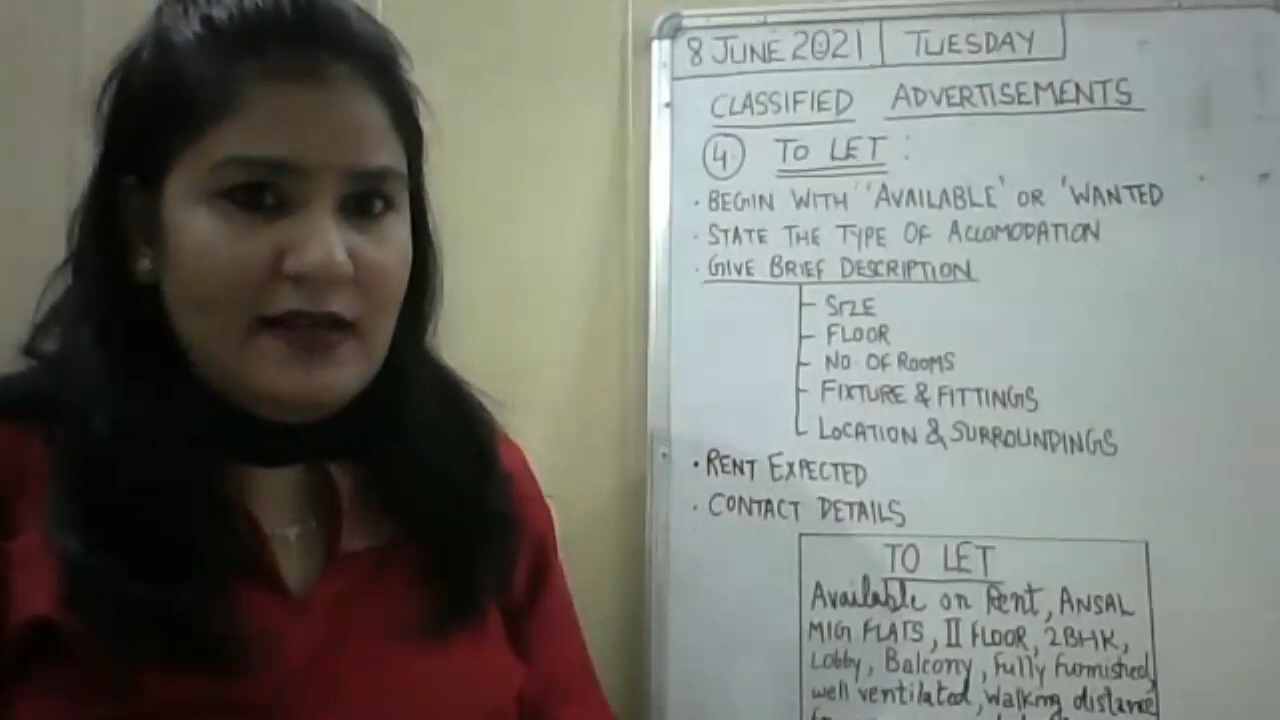 8 JUNE 2021 | TUESDAY
CLASSIFIED ADVERTISEMENTS
4. TO LET :
• BEGIN WITH 'AVAILABLE' OR 'WANTED
• STATE THE TYPE OF ACCOMODATION
• GIVE BRIEF DESCRIPTION
- SIZE
- FLOOR
- NO. OF ROOMS
- FIXTURE & FITTINGS
- LOCATION & SURROUNDINGS
• RENT EXPECTED
• CONTACT DETAILS
TO LET
Available on Rent, ANSAL
MIG FLATS, II FLOOR, 2BHK,
Lobby, Balcony, Fully Furnished,
well ventilated, walking distance